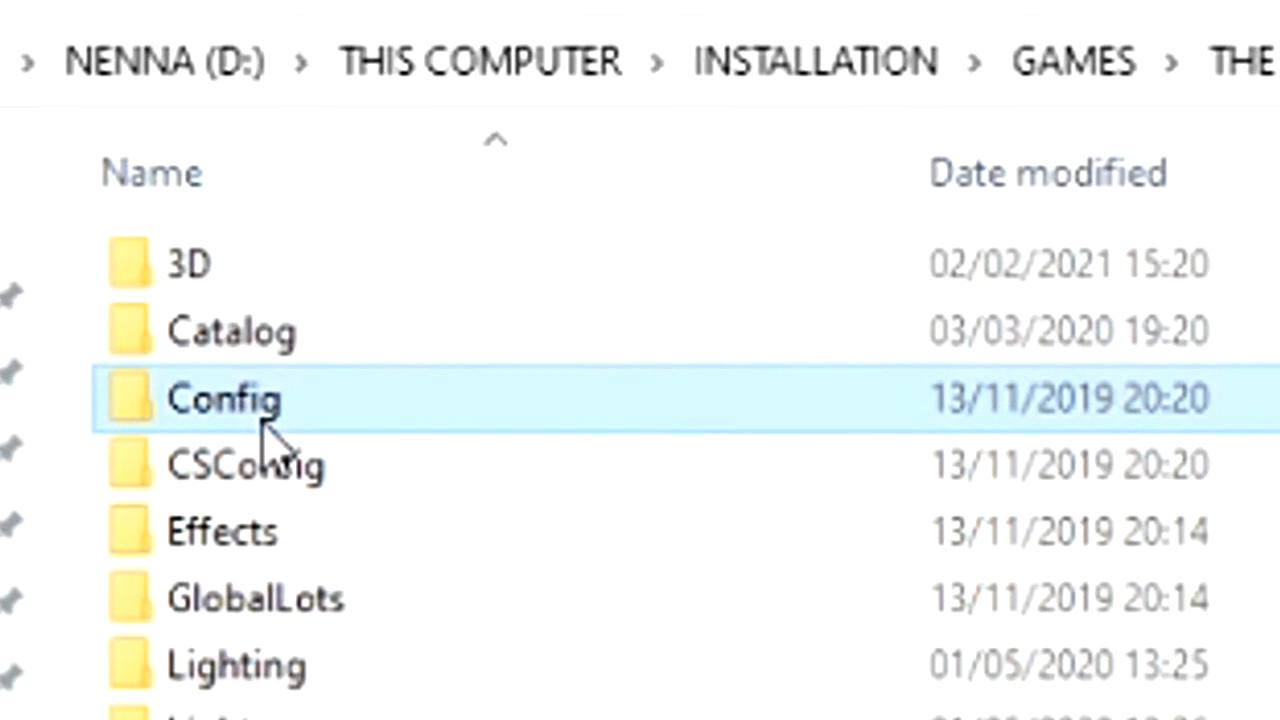 › NENNA (D:) › THIS COMPUTER › INSTALLATION › GAMES › THE
Name Date modified
3D 02/02/2021 15:20
Catalog 03/03/2020 19:20
Config 13/11/2019 20:20
CSConfig 13/11/2019 20:20
Effects 13/11/2019 20:14
GlobalLots 13/11/2019 20:14
Lighting 01/05/2020 13:25